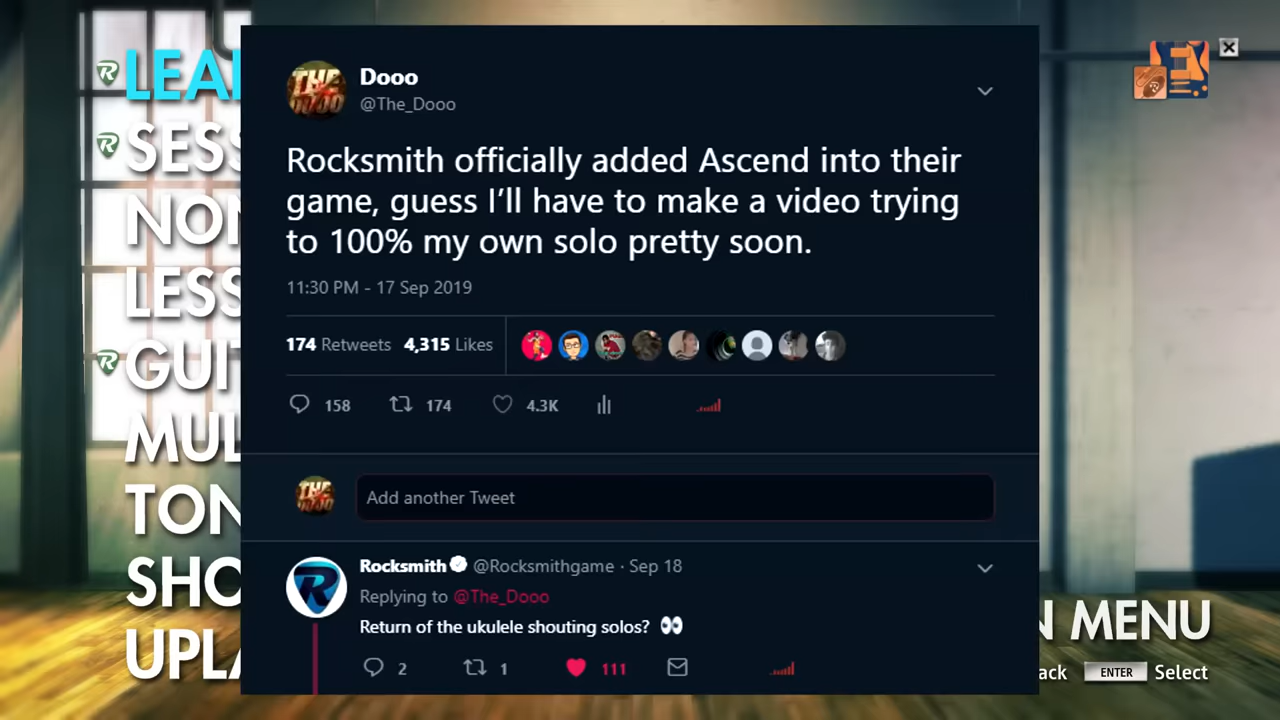 LEA
SESS
NON
LESS
GUIT
MUL
TON
SHO
UPLA
THE
DOOO
Dooo
@The_Dooo
Rocksmith officially added Ascend into their
game, guess I’ll have to make a video trying
to 100% my own solo pretty soon.
11:30 PM - 17 Sep 2019
174 Retweets 4,315 Likes
158 174 4.3K
Add another Tweet
Rocksmith @Rocksmithgame · Sep 18
Replying to @The_Dooo
Return of the ukulele shouting solos? 👀
2 1 111
N MENU
ack ENTER Select